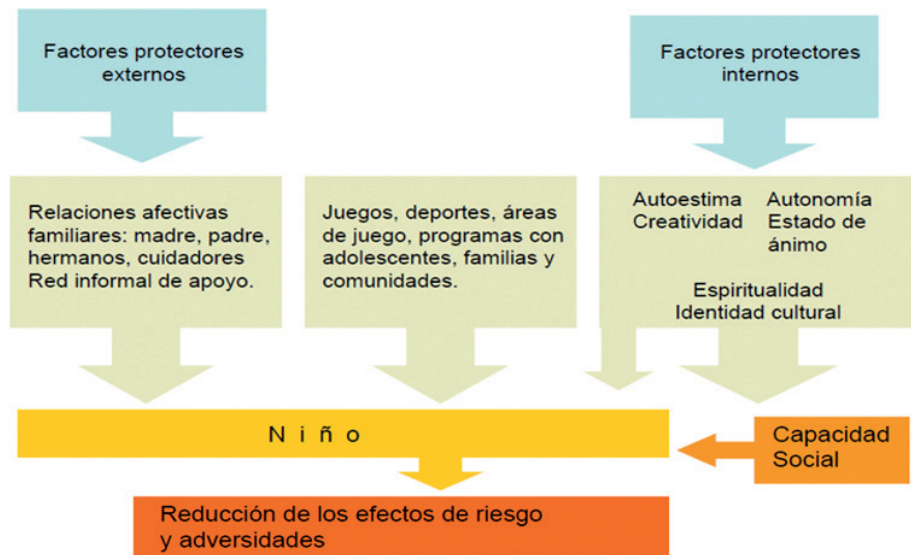 Factores protectores
externos
Factores protectores
internos
Relaciones afectivas
familiares: madre, padre,
hermanos, cuidadores
Red informal de apoyo.
Juegos, deportes, áreas
de juego, programas con
adolescentes, familias y
comunidades.
Autoestima Autonomía
Creatividad Estado de
ánimo
Espiritualidad
Identidad cultural
N i ñ o
Capacidad
Social
Reducción de los efectos de riesgo
y adversidades